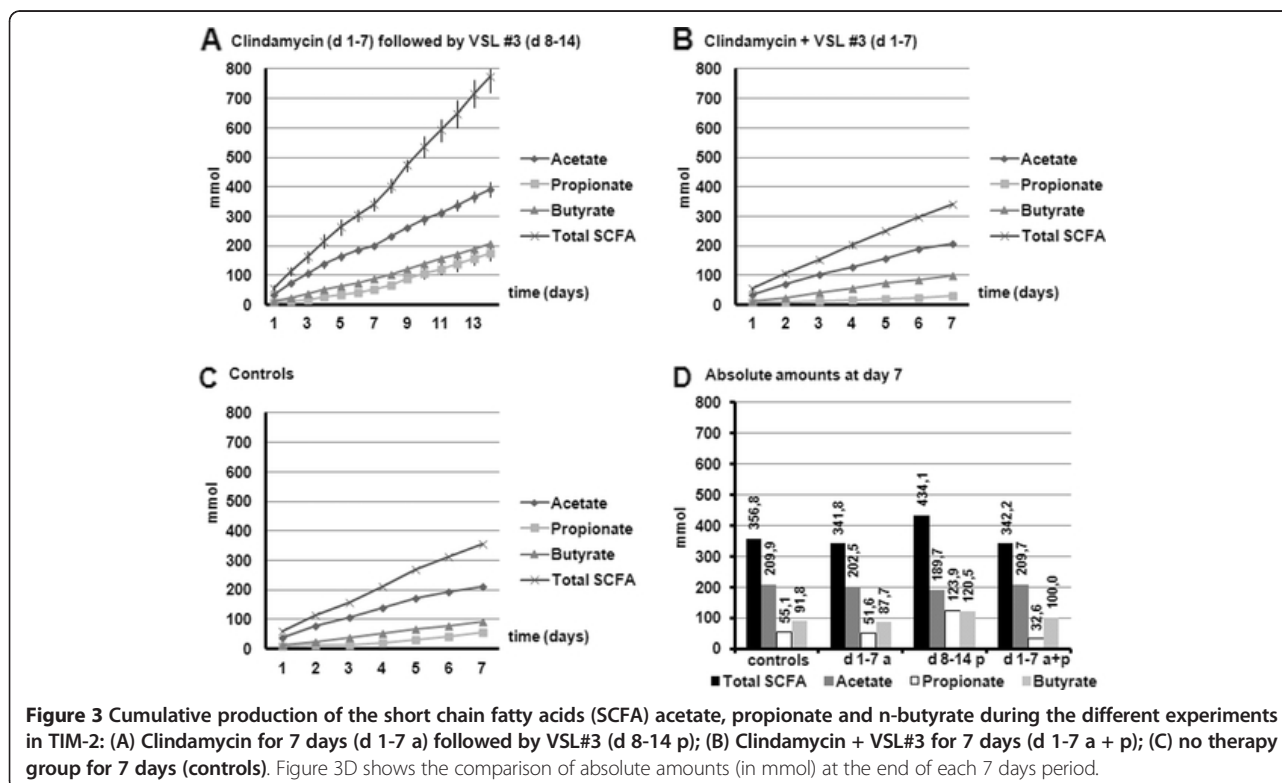 A Clindamycin (d 1-7) followed by VSL #3 (d 8-14)
800
700
600
500
400
300
200
100
0
mmol
1 3 5 7 9 11 13
time (days)
Acetate
Propionate
Butyrate
Total SCFA
B Clindamycin + VSL #3 (d 1-7)
800
700
600
500
400
300
200
100
0
mmol
1 2 3 4 5 6 7
time (days)
Acetate
Propionate
Butyrate
Total SCFA
C Controls
800
700
600
500
400
300
200
100
0
mmol
1 2 3 4 5 6 7
time (days)
Acetate
Propionate
Butyrate
Total SCFA
D Absolute amounts at day 7
800
700
600
500
400
300
200
100
0
mmol
356,8 209,9 55,1 91,8
341,8 202,5 51,6 87,7
434,1 189,7 123,9 120,5
342,2 209,7 32,6 100,0
controls d 1-7 a d 8-14 p d 1-7 a+p
Total SCFA Acetate Propionate Butyrate
Figure 3 Cumulative production of the short chain fatty acids (SCFA) acetate, propionate and n-butyrate during the different experiments
in TIM-2: (A) Clindamycin for 7 days (d 1-7 a) followed by VSL#3 (d 8-14 p); (B) Clindamycin + VSL#3 for 7 days (d 1-7 a + p); (C) no therapy
group for 7 days (controls). Figure 3D shows the comparison of absolute amounts (in mmol) at the end of each 7 days period.